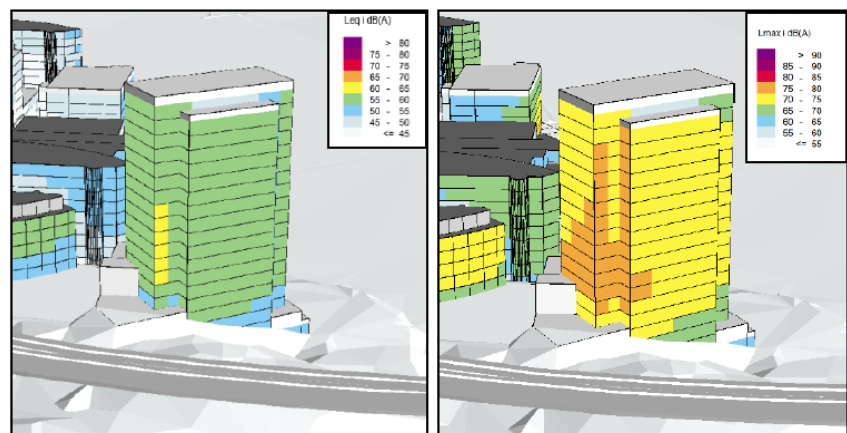 Leq i dB(A)
> 80
75 - 80
70 - 75
65 - 70
60 - 65
55 - 60
50 - 55
45 - 50
<= 45
Lmax i dB(A)
> 90
85 - 90
80 - 85
75 - 80
70 - 75
65 - 70
60 - 65
55 - 60
<= 55